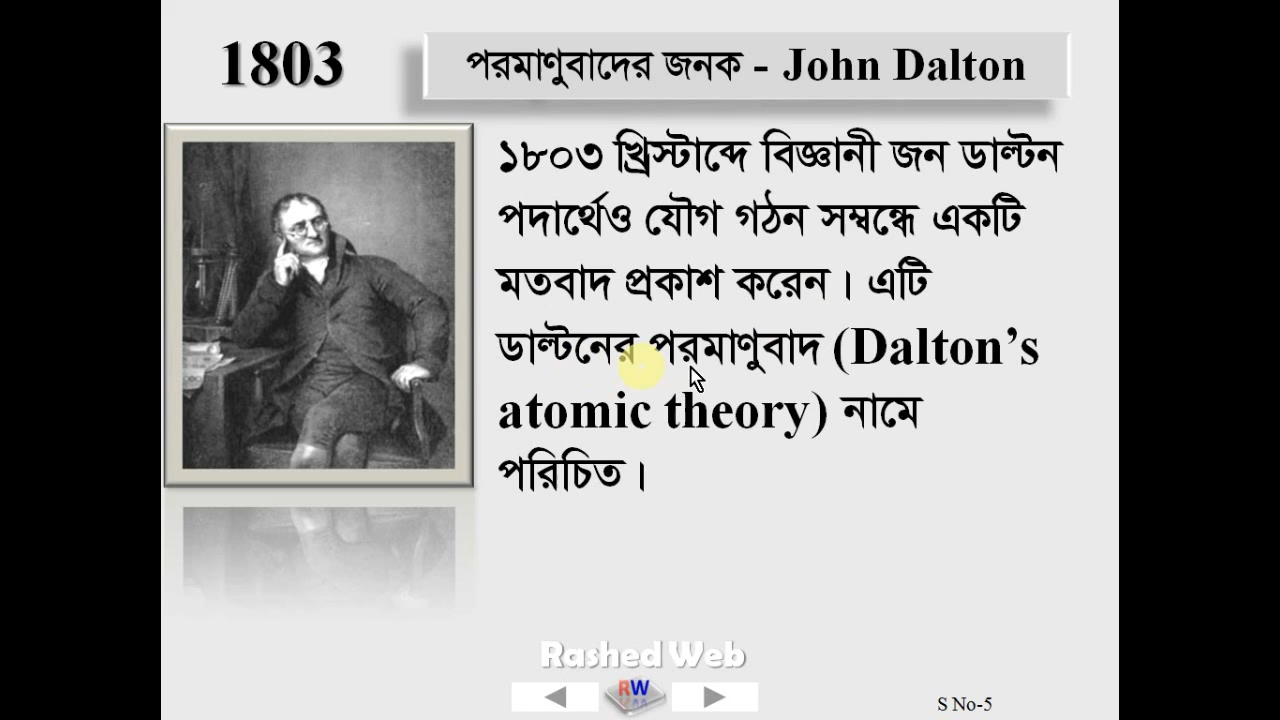 1803
পরমাণুবাদের জনক - John Dalton
১৮০৩ খ্রিস্টাব্দে বিজ্ঞানী জন ডাল্টন
পদার্থেও যৌগ গঠন সম্বন্ধে একটি
মতবাদ প্রকাশ করেন। এটি
ডাল্টনের পরমাণুবাদ (Dalton’s
atomic theory) নামে
পরিচিত।
Rashed Web
RW
S No-5